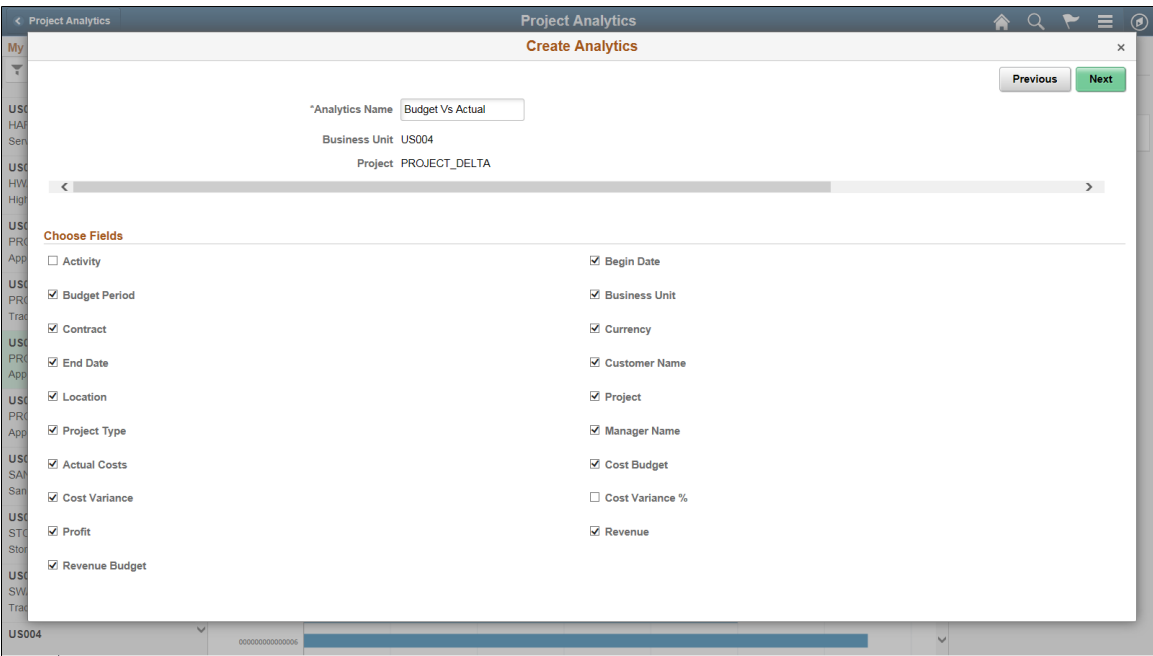 Project Analytics
Project Analytics
My
Create Analytics
×
Previous
Next
*Analytics Name Budget Vs Actual
Business Unit US004
Project PROJECT_DELTA
Choose Fields
Activity
Begin Date
Budget Period
Business Unit
Contract
Currency
End Date
Customer Name
Location
Project
Project Type
Manager Name
Actual Costs
Cost Budget
Cost Variance
Cost Variance %
Profit
Revenue
Revenue Budget
US004
000000000000006